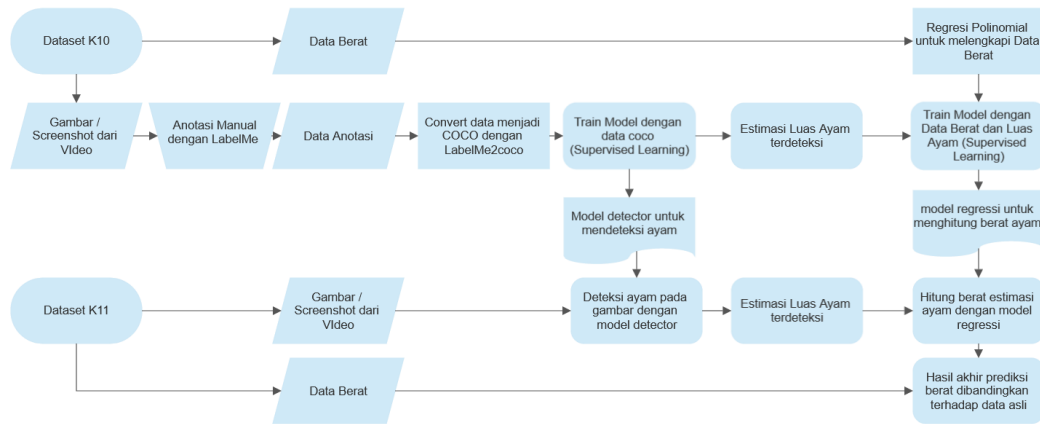 Dataset K10
Data Berat
Regresi Polinomial
untuk melengkapi Data
Berat
Gambar /
Screenshot dari
VIdeo
Anotasi Manual
dengan LabelMe
Data Anotasi
Convert data menjadi
COCO dengan
LabelMe2coco
Train Model dengan
data coco
(Supervised Learning)
Estimasi Luas Ayam
terdeteksi
Train Model dengan
Data Berat dan Luas
Ayam (Supervised
Learning)
Model detector untuk
mendeteksi ayam
model regressi untuk
menghitung berat ayam
Dataset K11
Gambar /
Screenshot dari
VIdeo
Deteksi ayam pada
gambar dengan
model detector
Estimasi Luas Ayam
terdeteksi
Hitung berat estimasi
ayam dengan model
regressi
Data Berat
Hasil akhir prediksi
berat dibandingkan
terhadap data asli